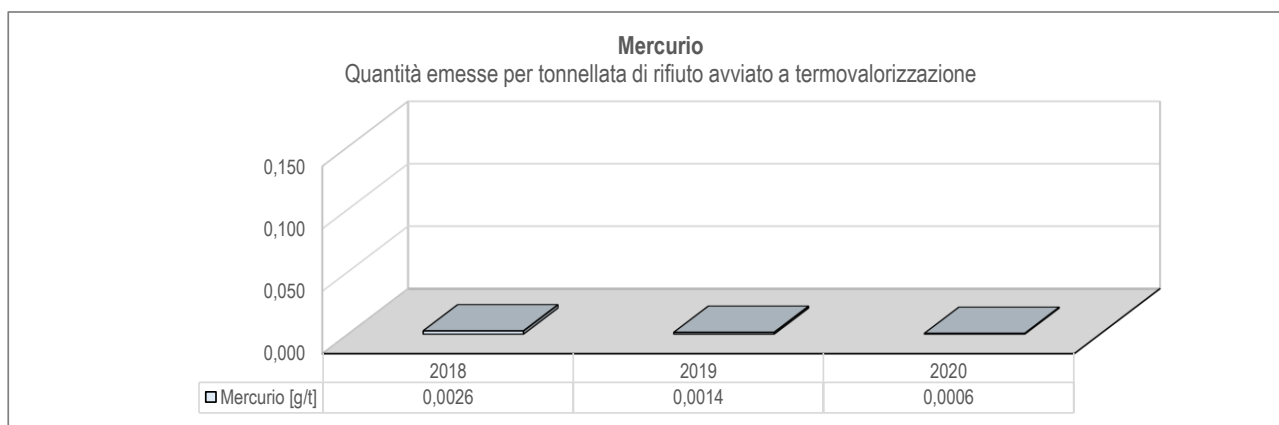 Mercurio
Quantità emesse per tonnellata di rifiuto avviato a termovalorizzazione
0,150
0,100
0,050
0,000
2018 2019 2020
Mercurio [g/t] 0,0026 0,0014 0,0006